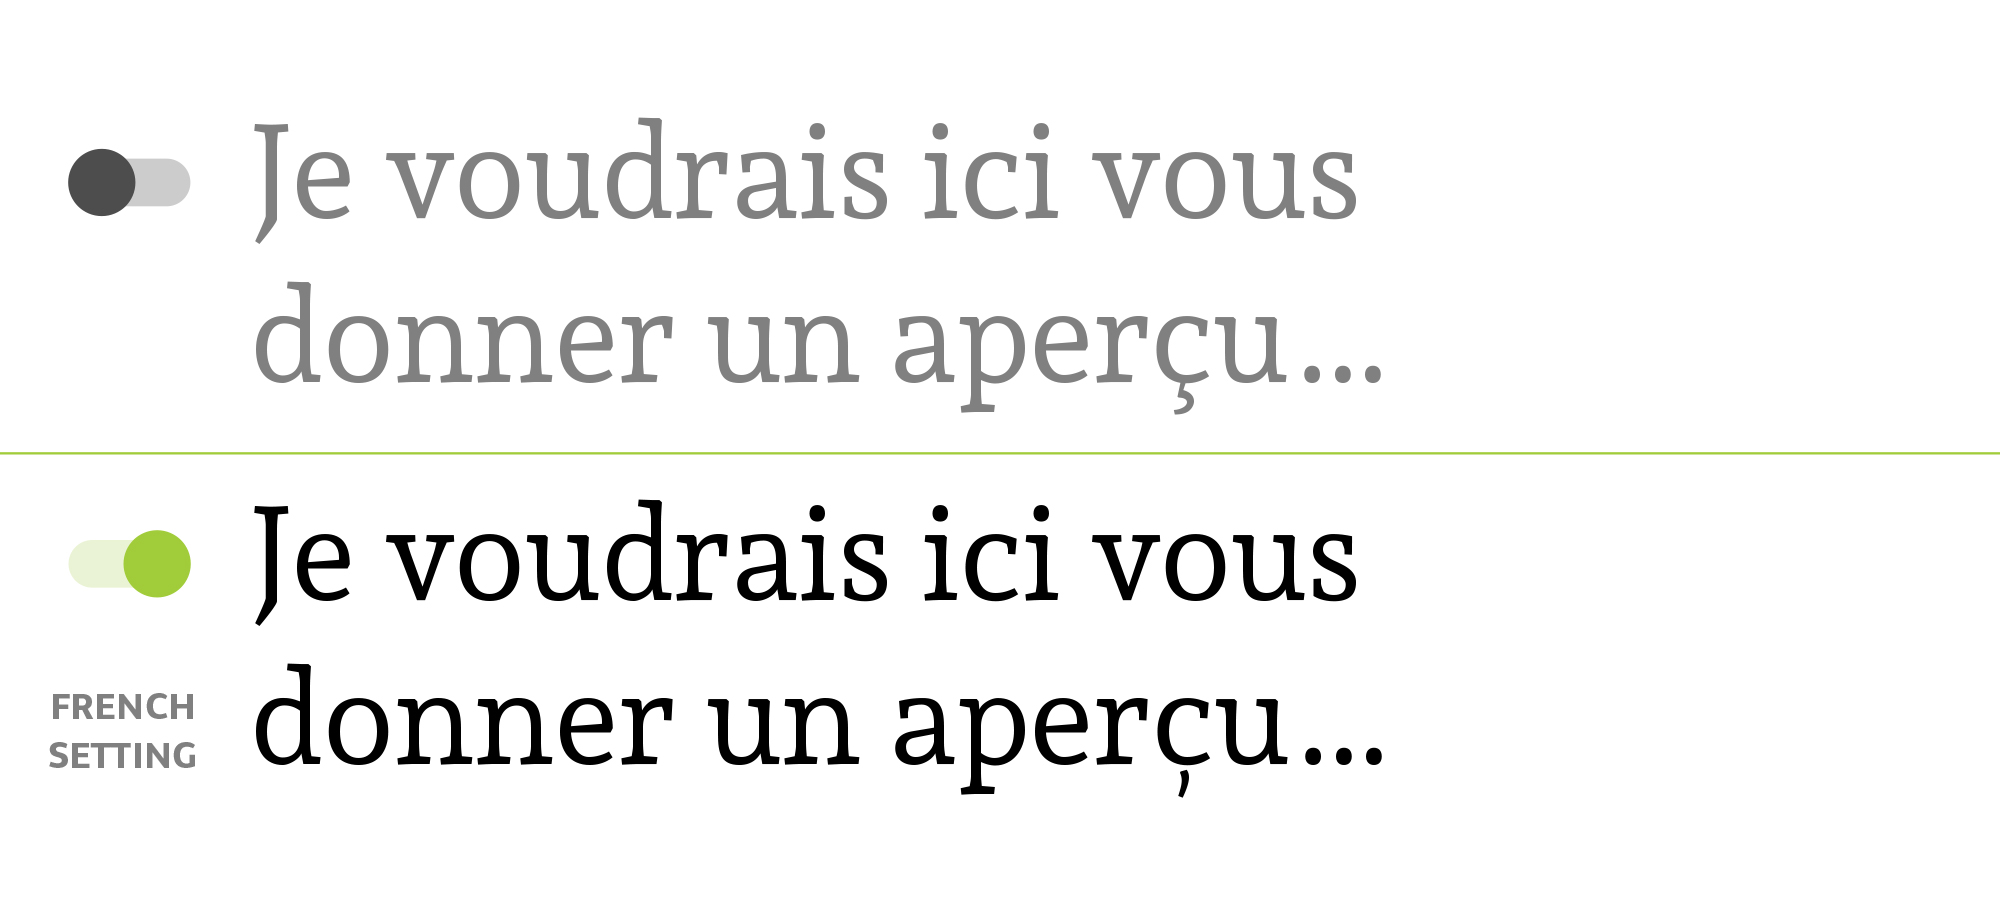 Je voudrais ici vous
donner un aperçu…
Je voudrais ici vous
donner un aperçu…
FRENCH
SETTING